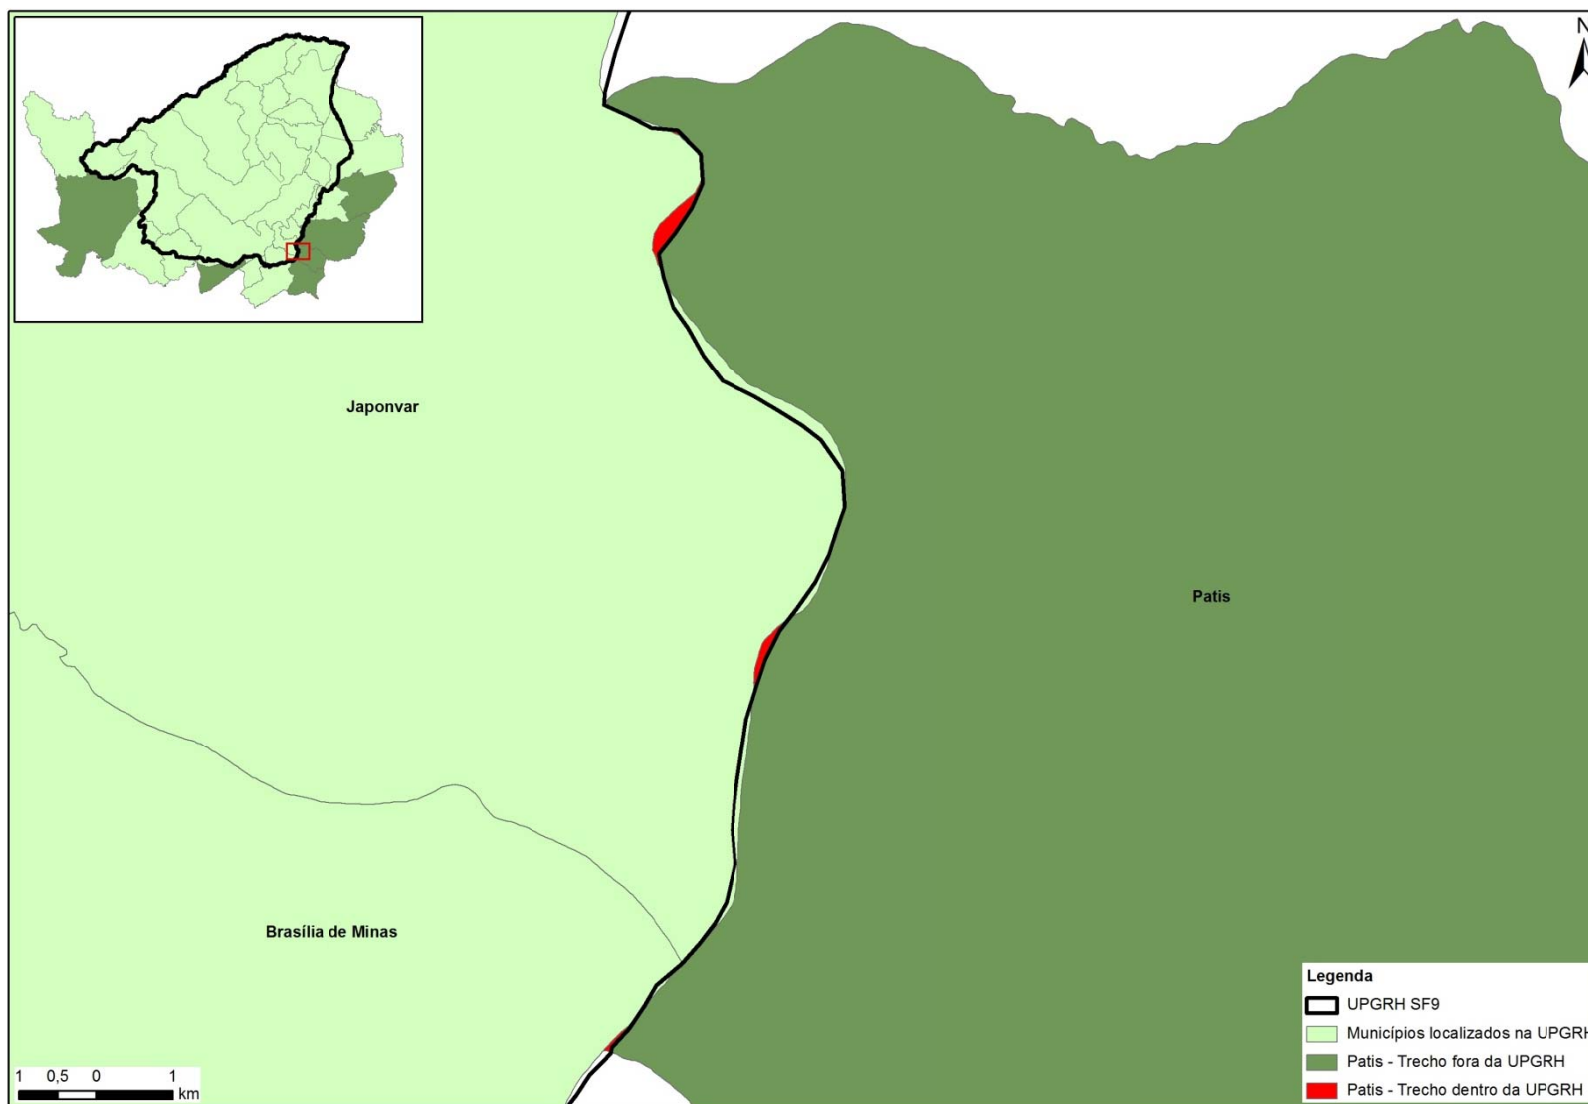 N
Japonvar
Patis
Brasília de Minas
Legenda
UPGRH SF9
Municípios localizados na UPGRH
Patis - Trecho fora da UPGRH
Patis - Trecho dentro da UPGRH
1 0,5 0 1
km